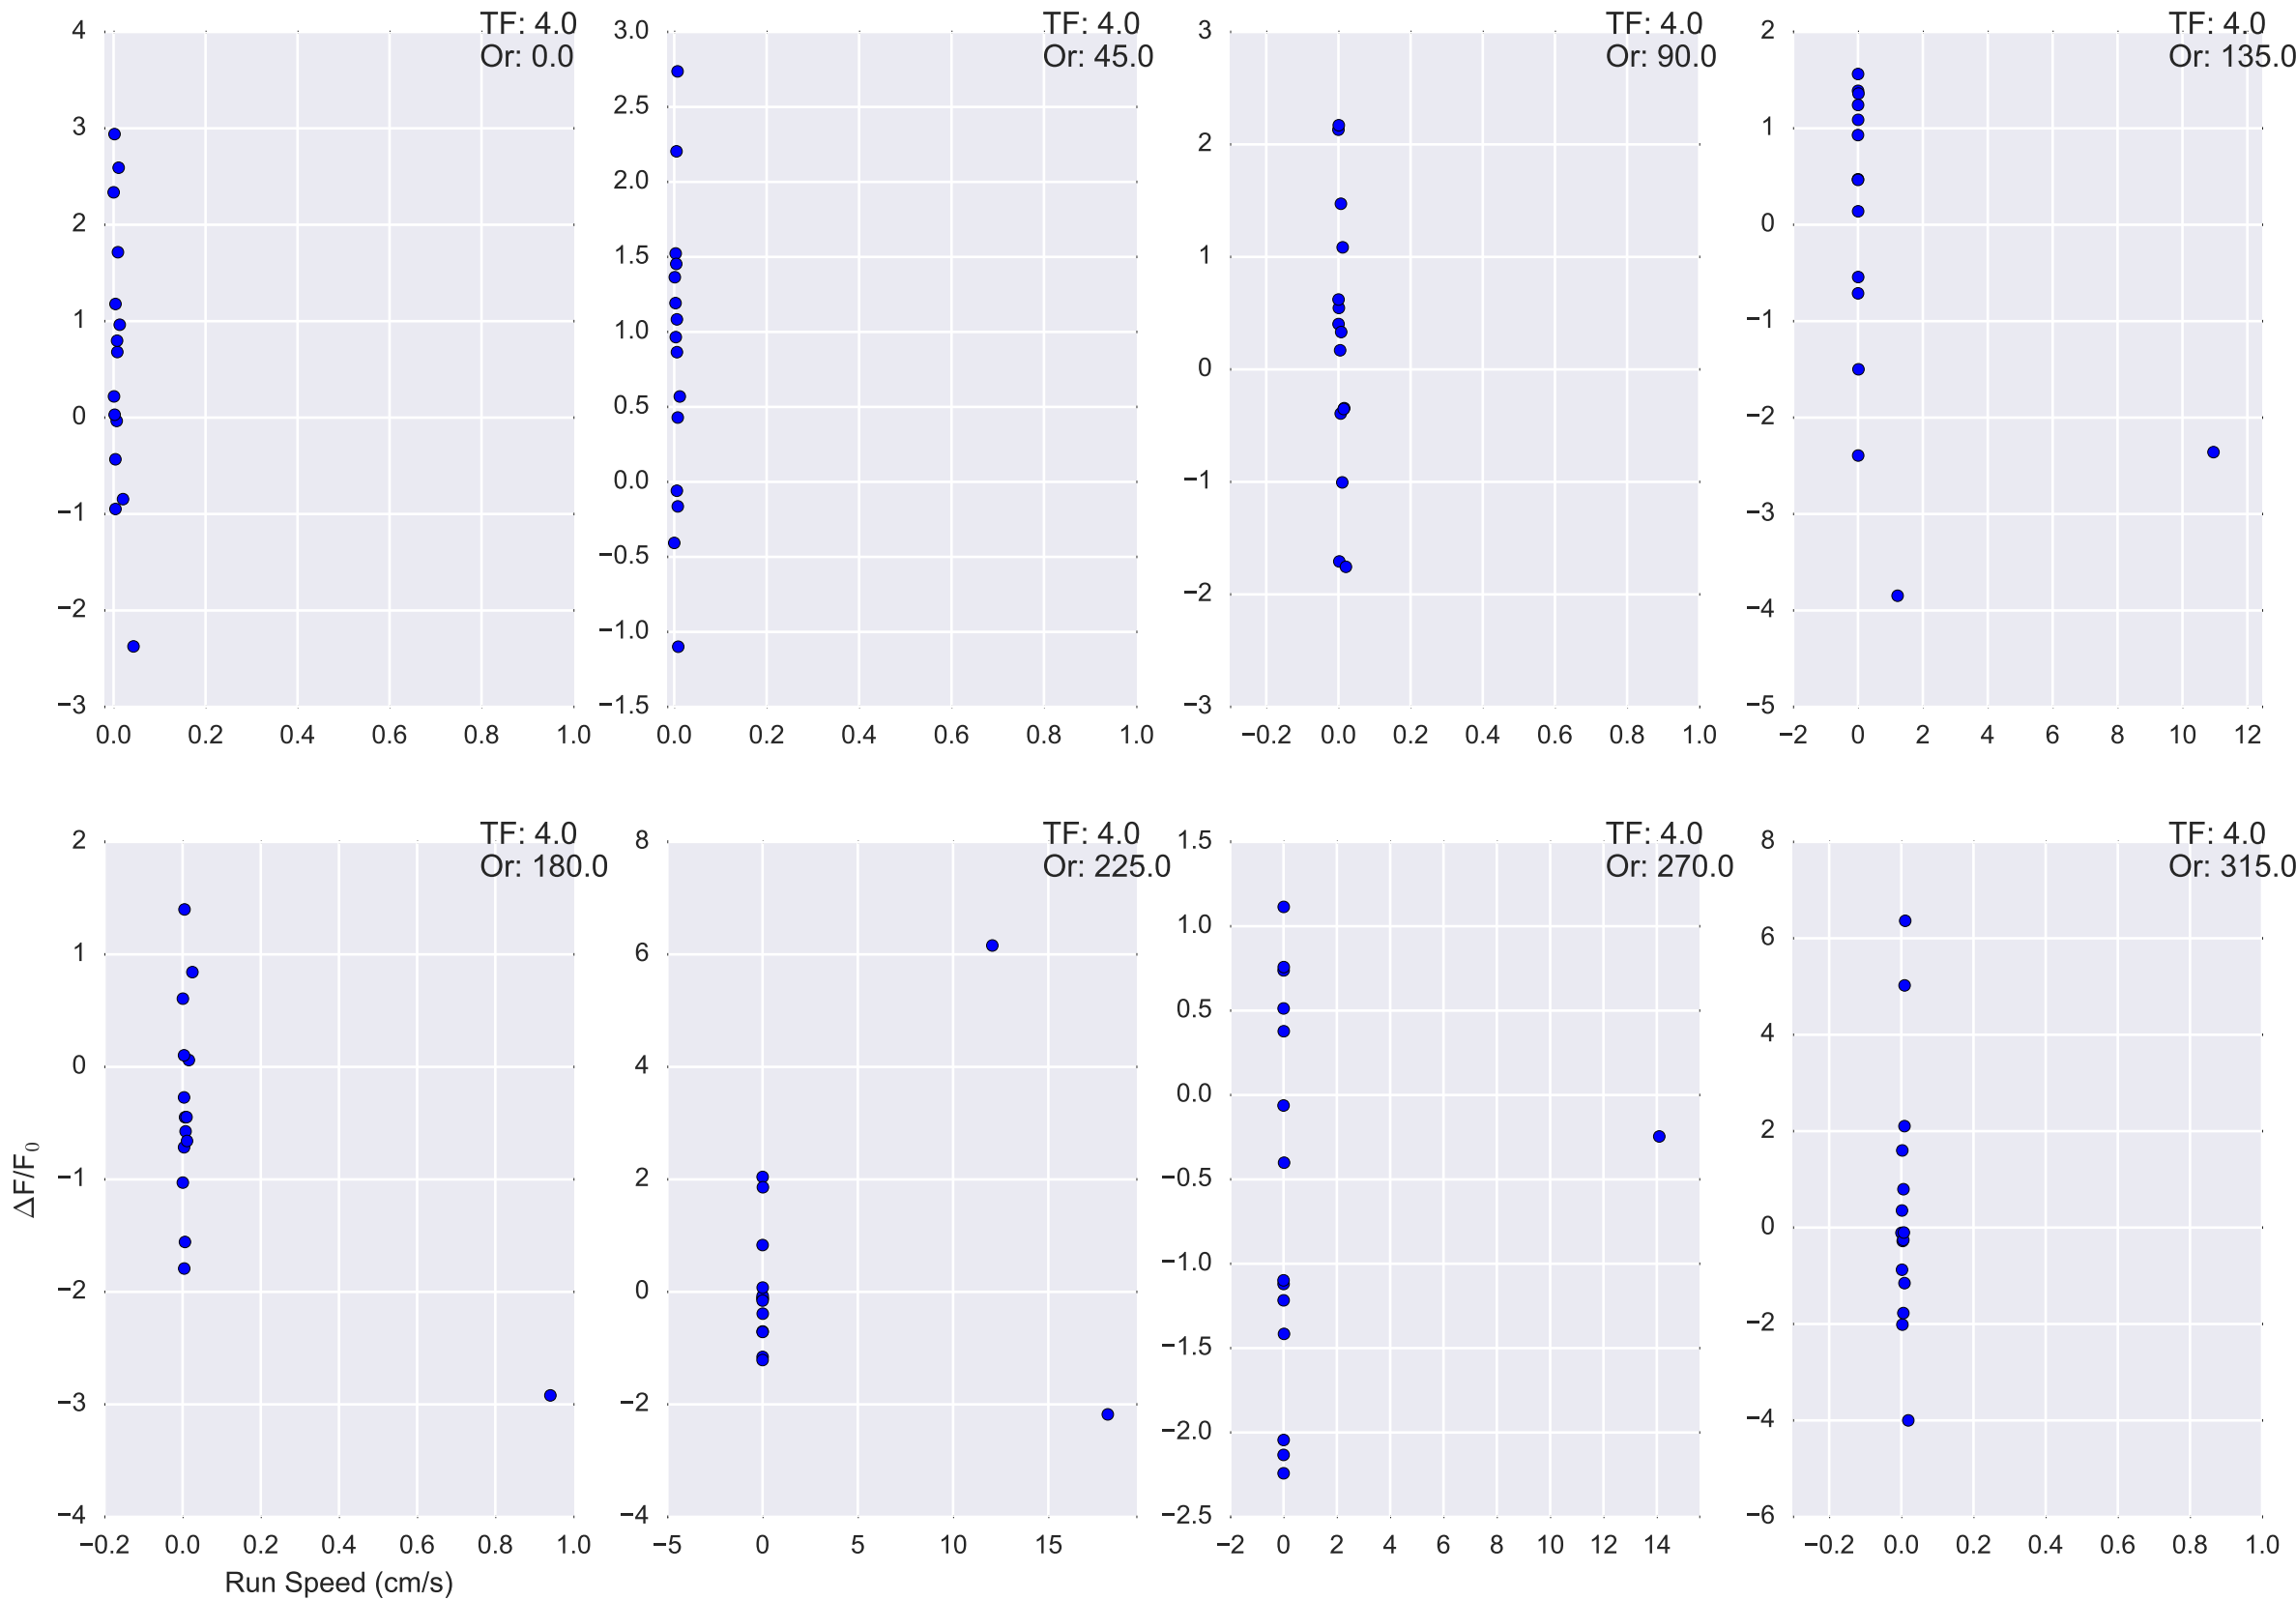 TF: 4.0
Or: 0.0
4
3
2
1
0
−1
−2
−3
0.0 0.2 0.4 0.6 0.8 1.0
TF: 4.0
Or: 45.0
3.0
2.5
2.0
1.5
1.0
0.5
0.0
−0.5
−1.0
−1.5
0.0 0.2 0.4 0.6 0.8 1.0
TF: 4.0
Or: 90.0
3
2
1
0
−1
−2
−3
−0.2 0.0 0.2 0.4 0.6 0.8 1.0
TF: 4.0
Or: 135.0
2
1
0
−1
−2
−3
−4
−5
−2 0 2 4 6 8 10 12
TF: 4.0
Or: 180.0
2
1
0
−1
−2
−3
−4
ΔF/F0
−0.2 0.0 0.2 0.4 0.6 0.8 1.0
Run Speed (cm/s)
TF: 4.0
Or: 225.0
8
6
4
2
0
−2
−4
−5 0 5 10 15
TF: 4.0
Or: 270.0
1.5
1.0
0.5
0.0
−0.5
−1.0
−1.5
−2.0
−2.5
−2 0 2 4 6 8 10 12 14
TF: 4.0
Or: 315.0
8
6
4
2
0
−2
−4
−6
−0.2 0.0 0.2 0.4 0.6 0.8 1.0